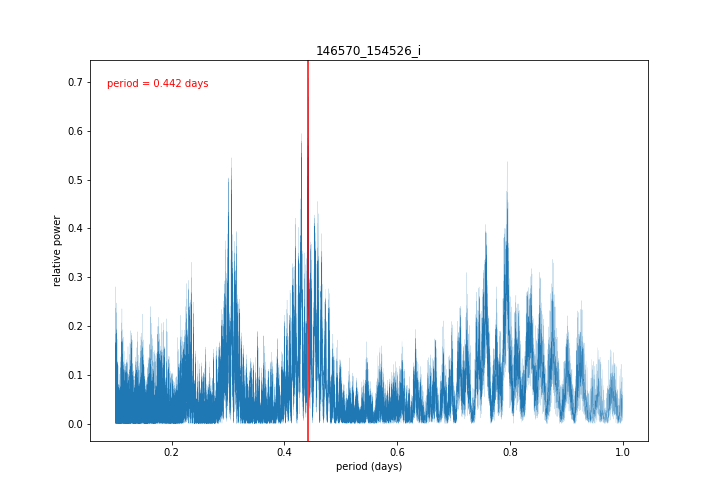 146570_154526_i
period = 0.442 days
relative power
0.7
0.6
0.5
0.4
0.3
0.2
0.1
0.0
0.2 0.4 0.6 0.8 1.0
period (days)